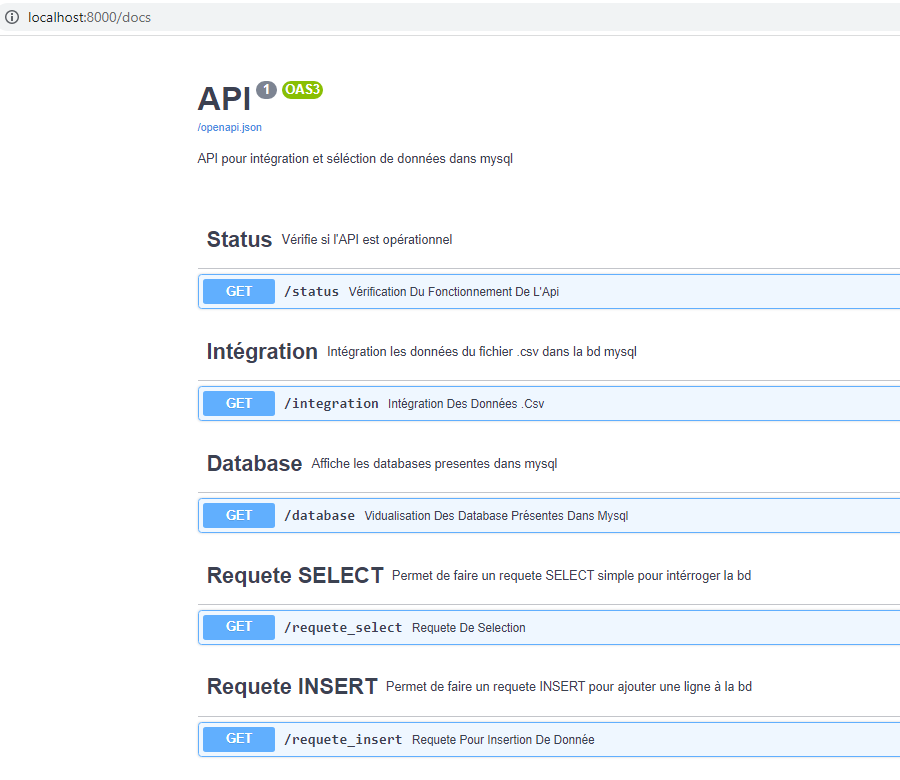 localhost:8000/docs
API 1 OAS3
/openapi.json
API pour intégration et séléction de données dans mysql
Status Vérifie si l'API est opérationnel
GET /status Vérification Du Fonctionnement De L'Api
Intégration Intégration les données du fichier .csv dans la bd mysql
GET /integration Intégration Des Données .Csv
Database Affiche les databases presentes dans mysql
GET /database Vidualisation Des Database Présentes Dans Mysql
Requete SELECT Permet de faire un requete SELECT simple pour intérroger la bd
GET /requete_select Requete De Selection
Requete INSERT Permet de faire un requete INSERT pour ajouter une ligne à la bd
GET /requete_insert Requete Pour Insertion De Donnée